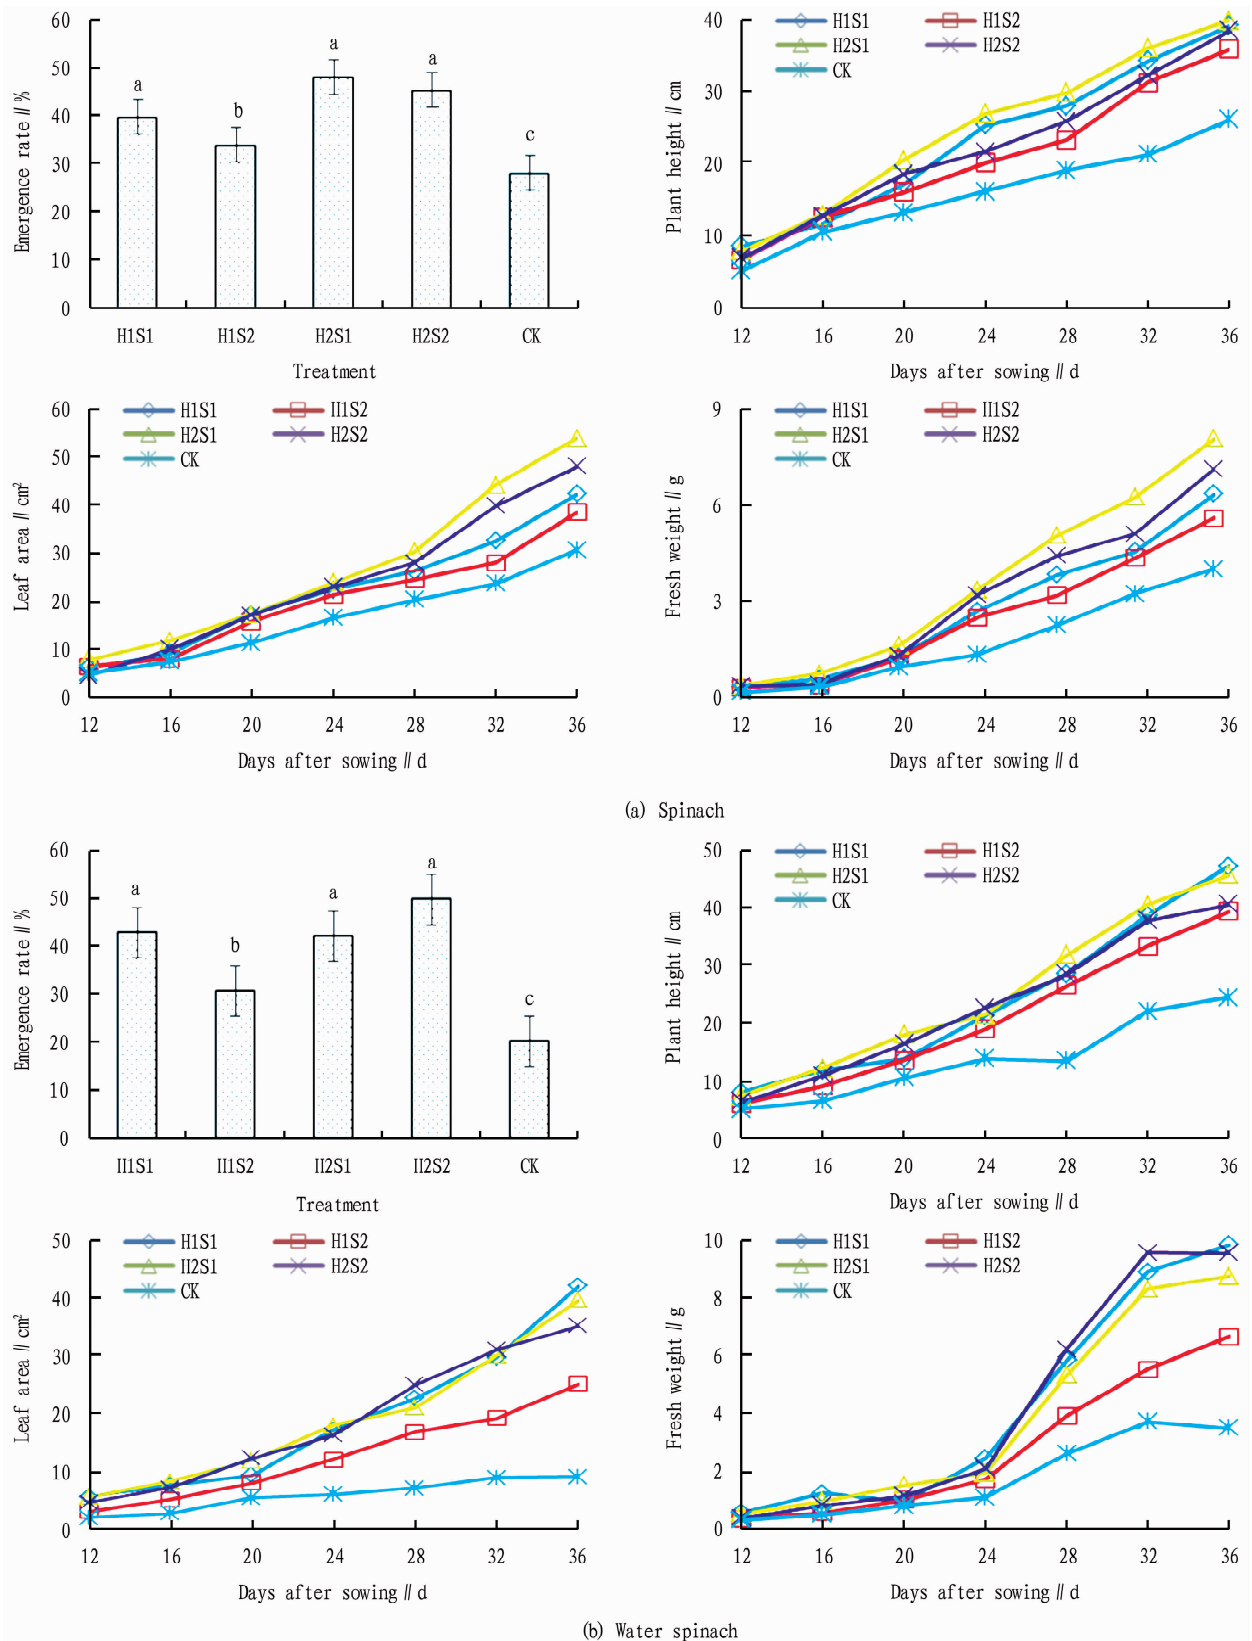 60
50
40
30
20
10
0
Emergence rate // %
a
b
a
a
c
H1S1 H1S2 H2S1 H2S2 CK
Treatment
40
30
20
10
0
Plant height // cm
H1S1 H1S2
H2S1 H2S2
CK
12 16 20 24 28 32 36
Days after sowing // d
60
50
40
30
20
10
0
Leaf area // cm²
H1S1 II1S2
H2S1 H2S2
CK
12 16 20 24 28 32 36
Days after sowing // d
9
6
3
0
Fresh weight // g
H1S1 II1S2
H2S1 H2S2
CK
12 16 20 24 28 32 36
Days after sowing // d
(a) Spinach
60
50
40
30
20
10
0
Emergence rate // %
a
b
a
a
c
II1S1 II1S2 II2S1 II2S2 CK
Treatment
50
40
30
20
10
0
Plant height // cm
H1S1 H1S2
H2S1 H2S2
CK
12 16 20 24 28 32 36
Days after sowing // d
50
40
30
20
10
0
Leaf area // cm²
H1S1 H1S2
II2S1 H2S2
CK
12 16 20 24 28 32 36
Days after sowing // d
10
8
6
4
2
0
Fresh weight // g
H1S1 H1S2
H2S1 H2S2
CK
12 16 20 24 28 32 36
Days after sowing // d
(b) Water spinach